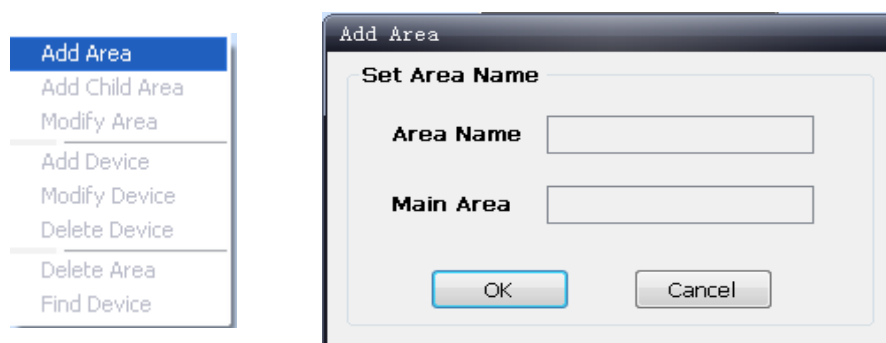 Add Area
Add Child Area
Modify Area
Add Device
Modify Device
Delete Device
Delete Area
Find Device
Add Area
Set Area Name
Area Name
Main Area
OK
Cancel